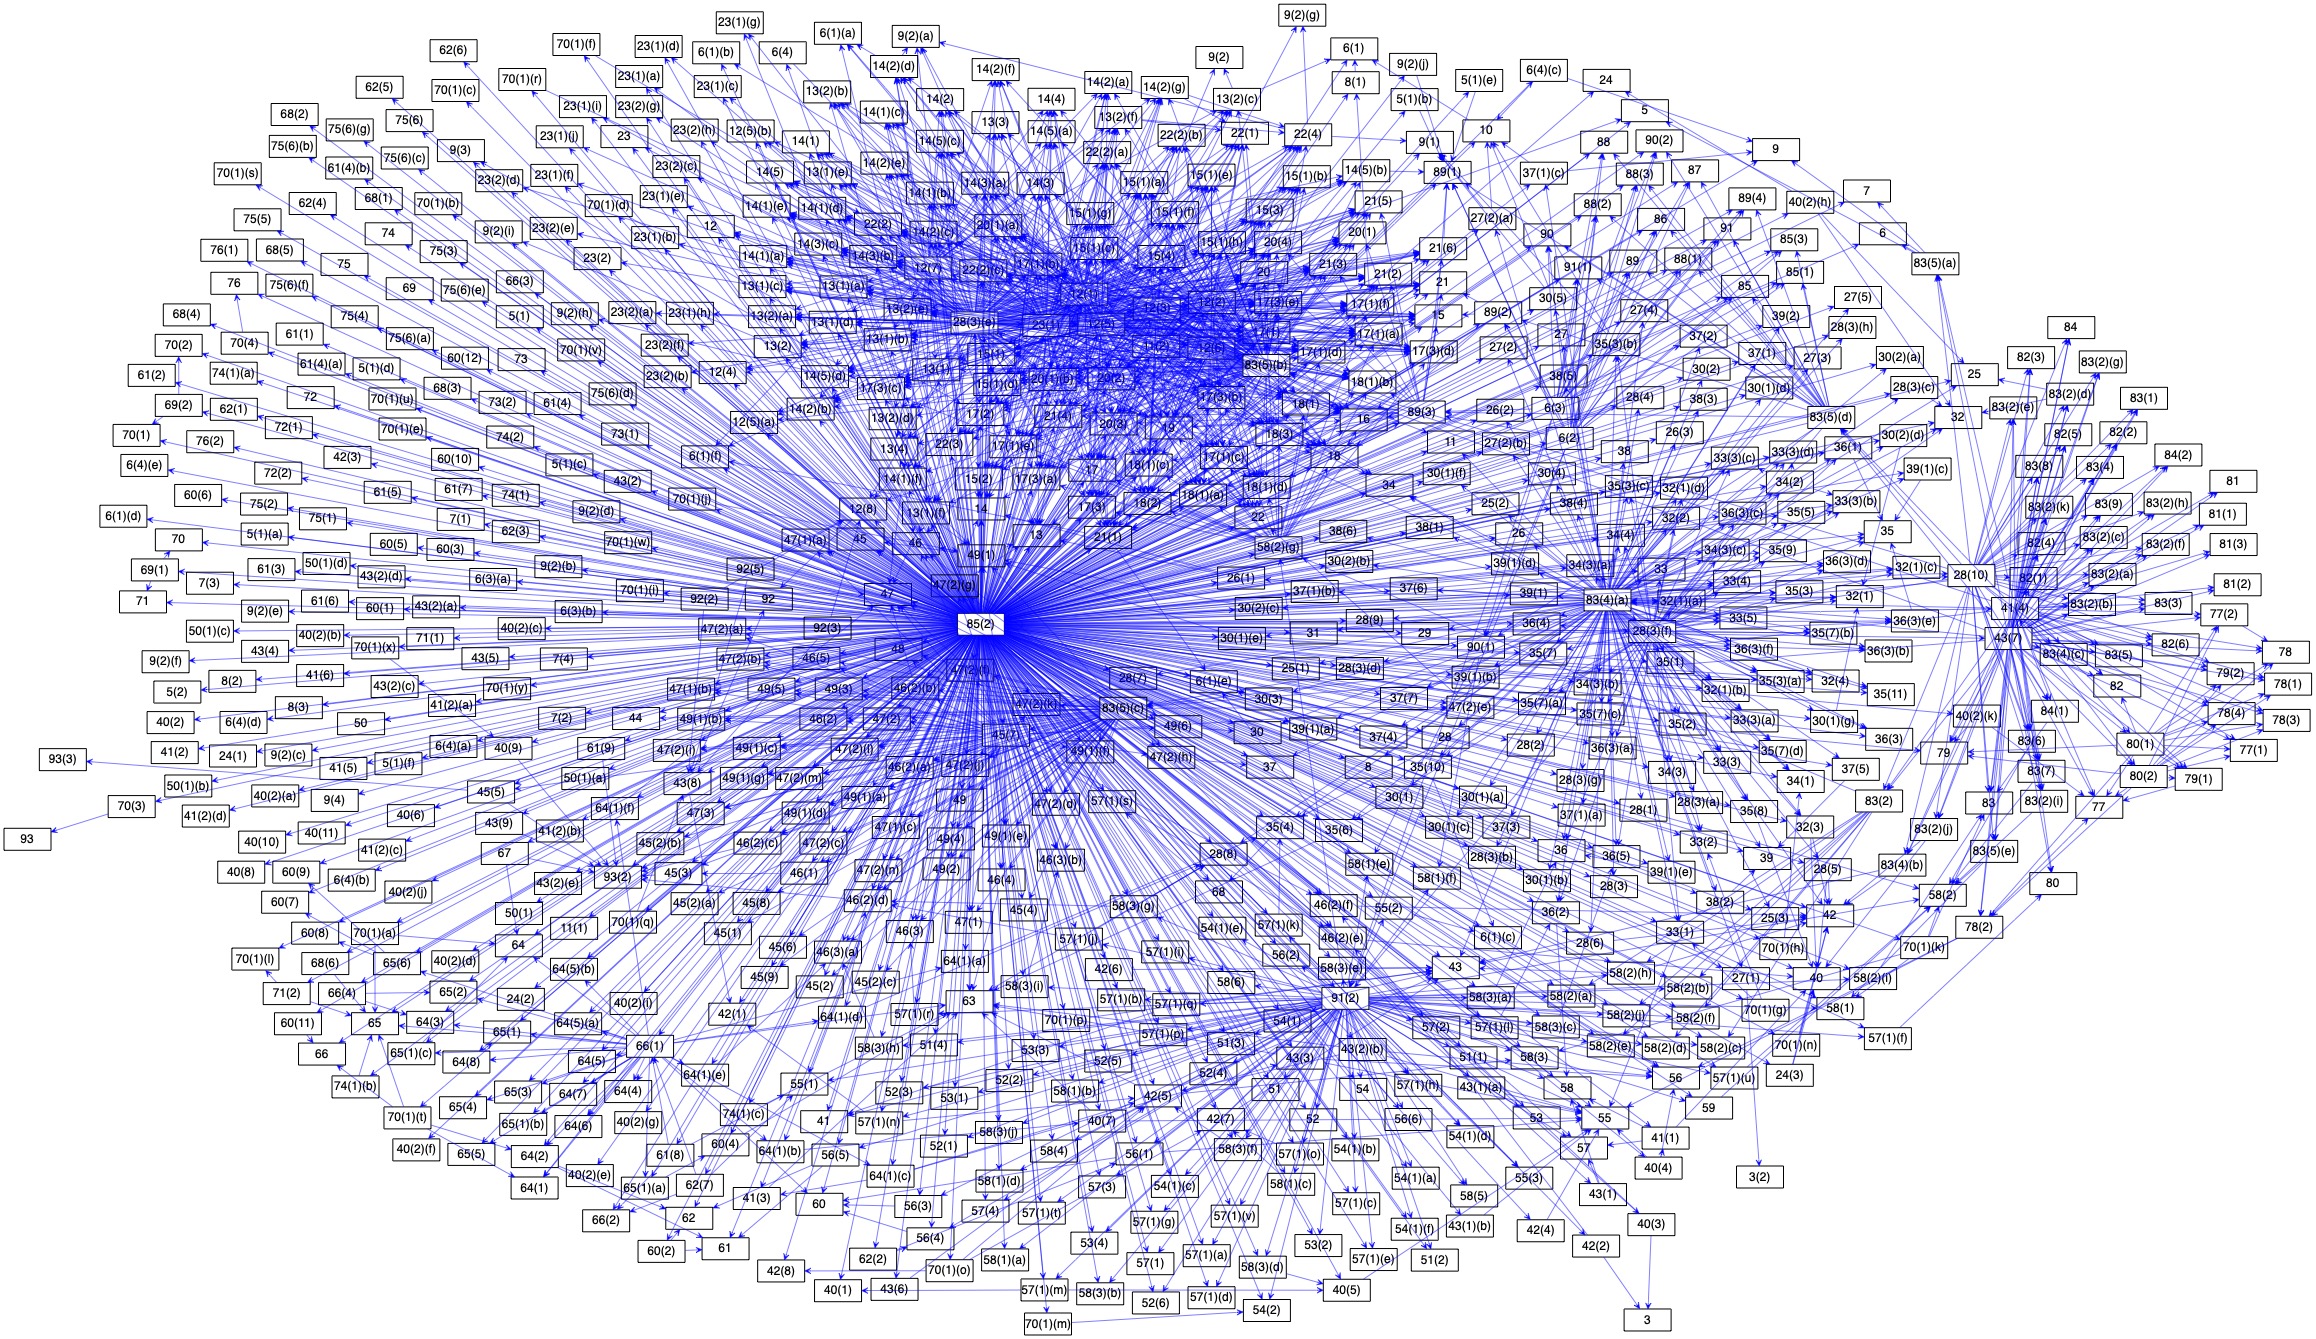 9(2)(g)
23(1)(g)
6(1)(a)
9(2)(a)
70(1)(f)
23(1)(d)
62(6)
6(1)(b)
6(4)
9(2)
6(1)
9(2)(j)
14(2)(d)
14(2)(f)
6(4)(c)
24
70(1)(r)
23(1)(a)
23(1)(c)
14(2)(a)
14(2)(g)
8(1)
5(1)(e)
62(5)
70(1)(c)
13(2)(b)
14(2)
14(4)
13(2)(c)
5(1)(b)
23(1)(i)
23(2)(g)
14(1)(c)
13(2)(f)
5
68(2)
75(6)
13(3)
75(6)(g)
23(1)(j)
23
23(2)(h)
12(5)(b)
14(1)
14(5)(c)
14(5)(a)
22(2)(b)
22(1)
22(4)
9(1)
10
88
90(2)
75(6)(b)
75(6)(c)
9(3)
22(2)(a)
9
61(4)(b)
23(2)(c)
14(5)
13(1)(e)
14(2)(e)
14(3)(a)
14(3)
15(1)(a)
15(1)(e)
15(1)(b)
14(5)(b)
89(1)
37(1)(c)
88(3)
87
70(1)(s)
23(2)(d)
23(1)(f)
7
68(1)
70(1)(b)
23(1)(e)
14(1)(b)
62(4)
70(1)(d)
14(1)(e)
14(1)(d)
15(1)(g)
15(1)(f)
15(3)
21(5)
88(2)
89(4)
40(2)(h)
75(5)
74
9(2)(i)
23(2)(e)
23(1)(b)
12
22(2)
14(2)(c)
20(1)(a)
20(1)
27(2)(a)
90
86
91
6
76(1)
68(5)
75(3)
14(3)(c)
14(3)(b)
15(1)(c)
15(4)
15(1)(h)
20(4)
21(6)
85(3)
75
23(2)
14(1)(a)
12(7)
22(2)(c)
17(1)(b)
20
21(3)
21(2)
91(1)
89
88(1)
85(1)
83(5)(a)
76
75(6)(f)
69
75(6)(e)
66(3)
13(1)(c)
13(1)(a)
12(1)
12(2)
17(3)(e)
17(1)(f)
21
30(5)
85
27(5)
68(4)
75(4)
5(1)
9(2)(h)
23(2)(a)
23(1)(h)
13(2)(a)
13(1)(d)
13(2)(e)
28(3)(e)
23(1)
12(5)
12(3)
15
89(2)
27(4)
39(2)
28(3)(h)
84
70(2)
70(4)
61(1)
75(6)(a)
60(12)
73
70(1)(v)
23(2)(f)
13(2)
13(1)(b)
15(1)
17(1)
17(1)(a)
17(1)(d)
17(3)(d)
27(2)
27
35(3)(b)
37(2)
37(1)
27(3)
30(2)(a)
82(3)
83(2)(g)
61(2)
74(1)(a)
61(4)(a)
5(1)(d)
23(2)(b)
12(4)
14(5)(d)
17(3)(c)
13(1)
15(1)(d)
20(1)(b)
20(2)
83(5)(b)
18(1)(b)
38(5)
30(2)
30(1)(d)
28(3)(c)
25
83(2)(d)
69(2)
62(1)
72
70(1)(u)
68(3)
73(2)
61(4)
75(6)(d)
12(5)(a)
14(2)(b)
13(2)(d)
17(2)
21(4)
20(3)
19
17(3)(b)
18(1)
16
89(3)
26(2)
6(3)
28(4)
38(3)
83(5)(d)
32
83(2)(e)
83(1)
70(1)
76(2)
72(1)
70(1)(e)
74(2)
73(1)
13(4)
22(3)
17(1)(e)
18(3)
11
27(2)(b)
6(2)
26(3)
36(1)
30(2)(d)
82(5)
82(2)
6(4)(e)
72(2)
42(3)
60(10)
5(1)(c)
6(1)(f)
14(1)(f)
15(2)
17(3)(a)
17
18(1)(c)
17(1)(c)
18
30(1)(f)
30(4)
38
33(3)(c)
33(3)(d)
39(1)(c)
83(8)
83(4)
84(2)
60(6)
75(2)
61(5)
61(7)
74(1)
43(2)
70(1)(j)
12(8)
13(1)(f)
14
17(3)
18(2)
18(1)(a)
18(1)(d)
34
25(2)
38(4)
35(3)(c)
32(1)(d)
34(2)
33(3)(b)
83(2)(k)
83(9)
83(2)(h)
81
6(1)(d)
5(1)(a)
75(1)
7(1)
62(3)
9(2)(d)
22
38(6)
38(1)
26
34(4)
32(2)
36(3)(c)
35(5)
35
81(1)
70
60(5)
60(3)
70(1)(w)
47(1)(a)
45
46
49(1)
13
21(1)
58(2)(g)
30(2)(b)
39(1)(d)
34(3)(a)
34(3)(c)
35(9)
36(3)(d)
32(1)(c)
82(4)
83(2)(c)
83(2)(f)
81(3)
69(1)
7(3)
61(3)
50(1)(d)
43(2)(d)
6(3)(a)
9(2)(b)
70(1)(i)
92(5)
47
47(2)(g)
26(1)
37(1)(b)
37(6)
39(1)
33
33(4)
35(3)
28(10)
82(1)
83(2)(a)
81(2)
71
9(2)(e)
61(6)
60(1)
43(2)(a)
6(3)(b)
92(2)
92
85(2)
30(2)(c)
28(9)
83(4)(a)
32(1)(a)
33(5)
32(1)
36(3)(e)
41(4)
83(2)(b)
83(3)
77(2)
50(1)(c)
40(2)(b)
71(1)
40(2)(c)
47(2)(a)
92(3)
30(1)(e)
31
29
36(4)
28(3)(f)
35(7)(b)
43(7)
9(2)(f)
43(4)
70(1)(x)
43(5)
7(4)
47(2)(b)
46(5)
48
47(2)(f)
25(1)
28(3)(d)
90(1)
35(7)
35(1)
36(3)(f)
36(3)(b)
83(4)(c)
83(5)
82(6)
78
5(2)
8(2)
41(6)
43(2)(c)
70(1)(y)
47(1)(b)
49(5)
49(3)
46(2)(b)
28(7)
6(1)(e)
39(1)(b)
34(3)(b)
32(1)(b)
35(3)(a)
32(4)
35(11)
82
79(2)
78(1)
40(2)
6(4)(d)
8(3)
50
41(2)(a)
7(2)
44
49(1)(b)
46(2)
47(2)
47(2)(k)
83(5)(c)
30(3)
37(7)
47(2)(e)
35(7)(a)
35(7)(c)
35(2)
33(3)(a)
30(1)(g)
40(2)(k)
84(1)
78(4)
78(3)
93(3)
41(2)
24(1)
9(2)(c)
6(4)(a)
40(9)
61(9)
47(2)(i)
49(1)(c)
47(2)(l)
45(7)
49(6)
49(1)(f)
47(2)(h)
30
39(1)(a)
37(4)
28
28(2)
36(3)(a)
35(7)(d)
36(3)
79
83(6)
80(1)
77(1)
50(1)(b)
41(5)
5(1)(f)
50(1)(a)
43(8)
49(1)(g)
47(2)(m)
46(2)(a)
47(2)(j)
37
8
35(10)
28(3)(g)
34(3)
33(3)
34(1)
37(5)
83(7)
80(2)
79(1)
70(3)
41(2)(d)
40(2)(a)
9(4)
45(5)
64(1)(f)
47(3)
49(1)(d)
49(1)(a)
49
47(2)(d)
57(1)(s)
30(1)
30(1)(a)
37(1)(a)
28(1)
28(3)(a)
35(8)
83(2)
83
83(2)(i)
77
93
40(10)
40(11)
40(6)
43(9)
41(2)(b)
45(2)(b)
46(2)(c)
47(2)(c)
47(1)(c)
49(4)
49(1)(e)
35(4)
35(6)
30(1)(c)
37(3)
33(2)
32(3)
83(2)(j)
40(8)
60(9)
41(2)(c)
67
93(2)
45(3)
46(1)
47(2)(n)
49(2)
46(3)(b)
28(8)
58(1)(e)
28(3)(b)
36
36(5)
39(1)(e)
39
28(5)
83(4)(b)
83(5)(e)
60(7)
6(4)(b)
40(2)(j)
43(2)(e)
46(4)
68
58(1)(f)
30(1)(b)
28(3)
58(2)
80
60(8)
70(1)(a)
50(1)
11(1)
70(1)(q)
45(2)(a)
45(8)
46(2)(d)
47(1)
45(4)
58(3)(g)
54(1)(e)
57(1)(k)
46(2)(f)
55(2)
36(2)
38(2)
25(3)
42
78(2)
70(1)(l)
68(6)
65(6)
40(2)(d)
64
64(5)(b)
45(1)
45(6)
46(3)(a)
46(3)
64(1)(a)
57(1)(j)
57(1)(i)
56(2)
46(2)(e)
6(1)(c)
28(6)
33(1)
70(1)(h)
70(1)(k)
71(2)
66(4)
65(2)
24(2)
40(2)(i)
45(9)
45(2)
45(2)(c)
58(3)(i)
42(6)
58(6)
58(3)(e)
43
58(2)(h)
27(1)
40
58(2)(i)
60(11)
65
64(3)
65(1)
64(5)(a)
42(1)
64(1)(d)
57(1)(r)
63
57(1)(b)
57(1)(q)
91(2)
58(3)(a)
58(2)(a)
58(2)(b)
70(1)(g)
58(1)
66
65(1)(c)
64(8)
64(5)
66(1)
58(3)(h)
51(4)
70(1)(p)
57(1)(p)
54(1)
57(2)
57(1)(l)
58(3)(c)
58(2)(j)
58(2)(f)
57(1)(f)
74(1)(b)
65(3)
64(7)
64(4)
64(1)(e)
55(1)
53(3)
52(5)
51(3)
43(3)
43(2)(b)
51(1)
58(3)
58(2)(e)
58(2)(d)
58(2)(c)
70(1)(n)
70(1)(t)
65(4)
65(1)(b)
64(6)
40(2)(g)
74(1)(c)
52(3)
53(1)
52(2)
58(1)(b)
52(4)
51
54
57(1)(h)
43(1)(a)
58
56
57(1)(u)
24(3)
40(2)(f)
65(5)
64(2)
61(8)
60(4)
41
57(1)(n)
42(5)
40(7)
42(7)
52
56(6)
53
55
59
64(1)
40(2)(e)
65(1)(a)
62(7)
64(1)(b)
56(5)
52(1)
58(3)(j)
58(4)
56(1)
58(3)(f)
57(1)(o)
54(1)(b)
54(1)(d)
57
41(1)
40(4)
3(2)
66(2)
62
41(3)
60
64(1)(c)
58(1)(d)
57(3)
54(1)(c)
58(1)(c)
54(1)(a)
58(5)
55(3)
43(1)
60(2)
61
56(3)
57(4)
57(1)(t)
57(1)(g)
57(1)(v)
57(1)(c)
54(1)(f)
43(1)(b)
42(4)
40(3)
42(8)
62(2)
56(4)
70(1)(o)
58(1)(a)
53(4)
57(1)
57(1)(a)
58(3)(d)
53(2)
57(1)(e)
51(2)
42(2)
40(1)
43(6)
57(1)(m)
58(3)(b)
52(6)
57(1)(d)
54(2)
40(5)
70(1)(m)
3